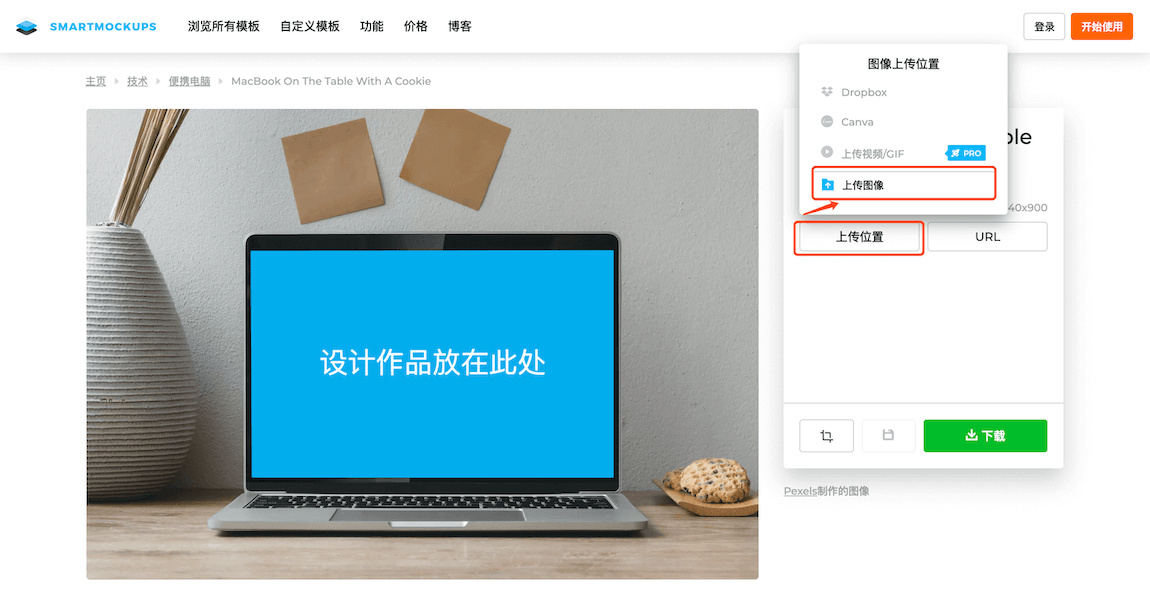 SMARTMOCKUPS 浏览所有模板 自定义模板 功能 价格 博客 登录 开始使用
主页 技术 便携电脑 MacBook On The Table With A Cookie
图像上传位置
Dropbox
Canva
上传视频/GIF PRO
上传图像
40x900
上传位置 URL
设计作品放在此处
下载
Pexels制作的图像